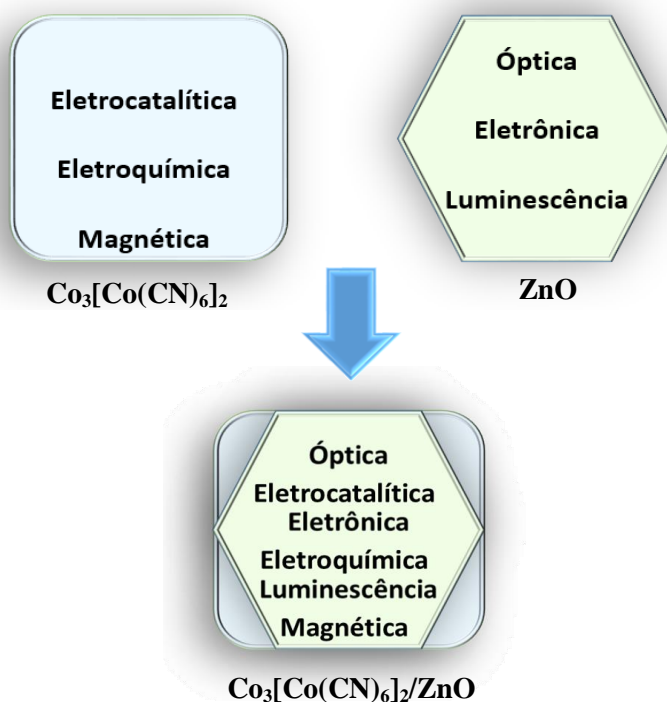 Eletrocatalítica
Eletroquímica
Magnética
Co₃[Co(CN)₆]₂
Óptica
Eletrônica
Luminescência
ZnO
Óptica
Eletrocatalítica
Eletrônica
Eletroquímica
Luminescência
Magnética
Co₃[Co(CN)₆]₂/ZnO